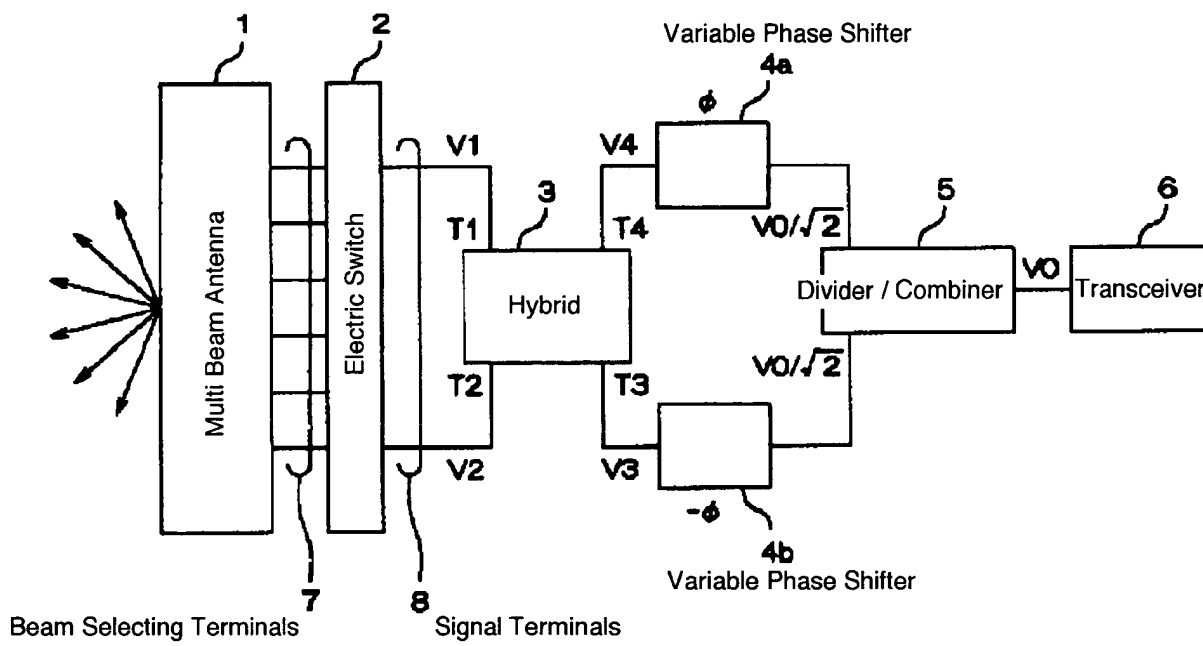 1
2
Variable Phase Shifter
4a
ϕ
V1
V4
T1
3
T4
V0/√2
5
6
Multi Beam Antenna
Electric Switch
Hybrid
Divider / Combiner
V0
Transceiver
V0/√2
T2
T3
V2
V3
-ϕ
4b
Variable Phase Shifter
7
8
Beam Selecting Terminals
Signal Terminals